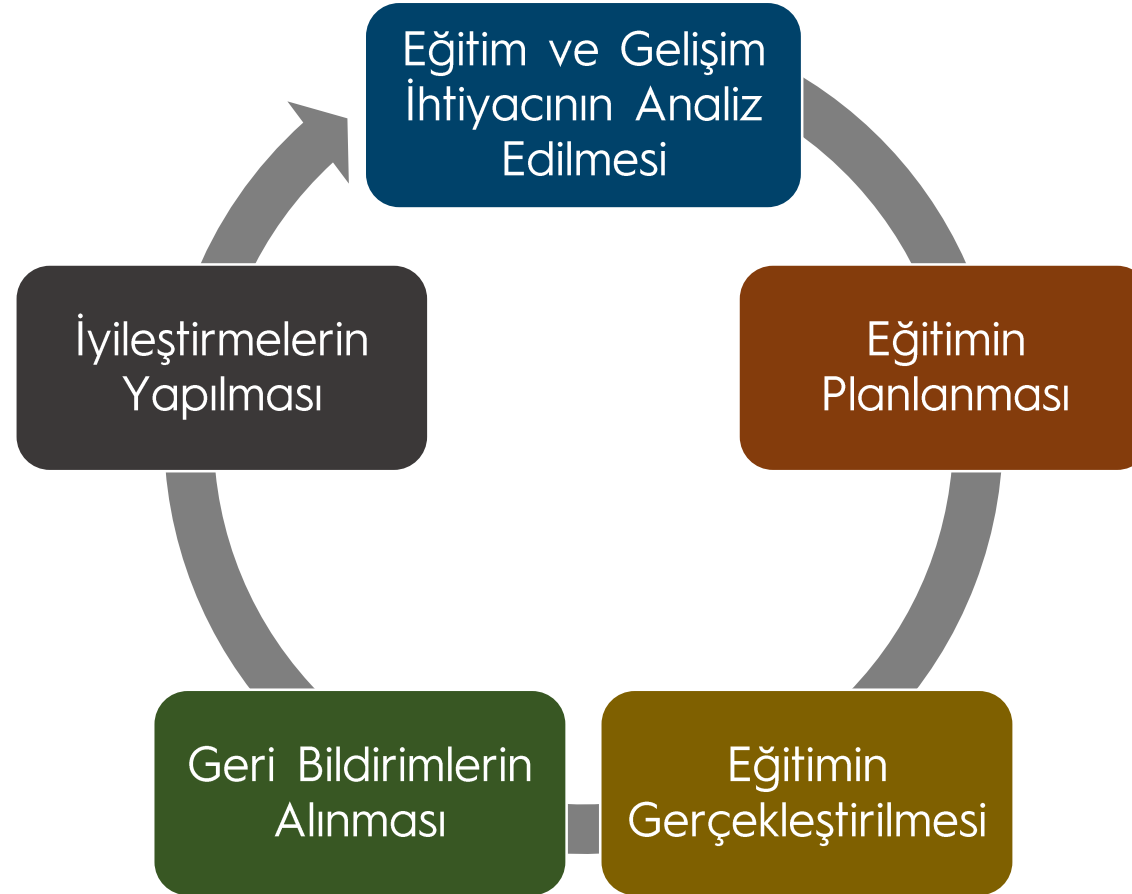 Eğitim ve Gelişim
İhtiyacının Analiz
Edilmesi
Eğitimin
Planlanması
Eğitimin
Gerçekleştirilmesi
Geri Bildirimlerin
Alınması
İyileştirmelerin
Yapılması